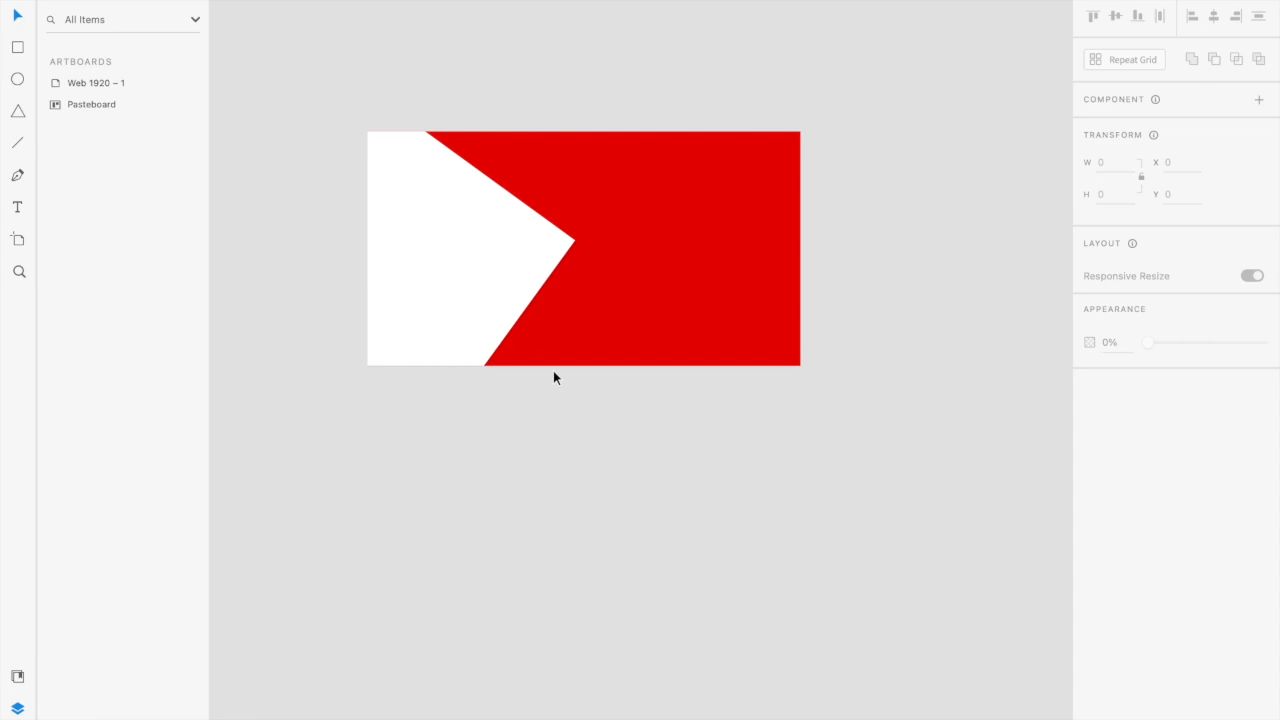 All Items
ARTBOARDS
Web 1920 – 1
Pasteboard
Repeat Grid
COMPONENT
TRANSFORM
W 0 X 0
H 0 Y 0
LAYOUT
Responsive Resize
APPEARANCE
0%